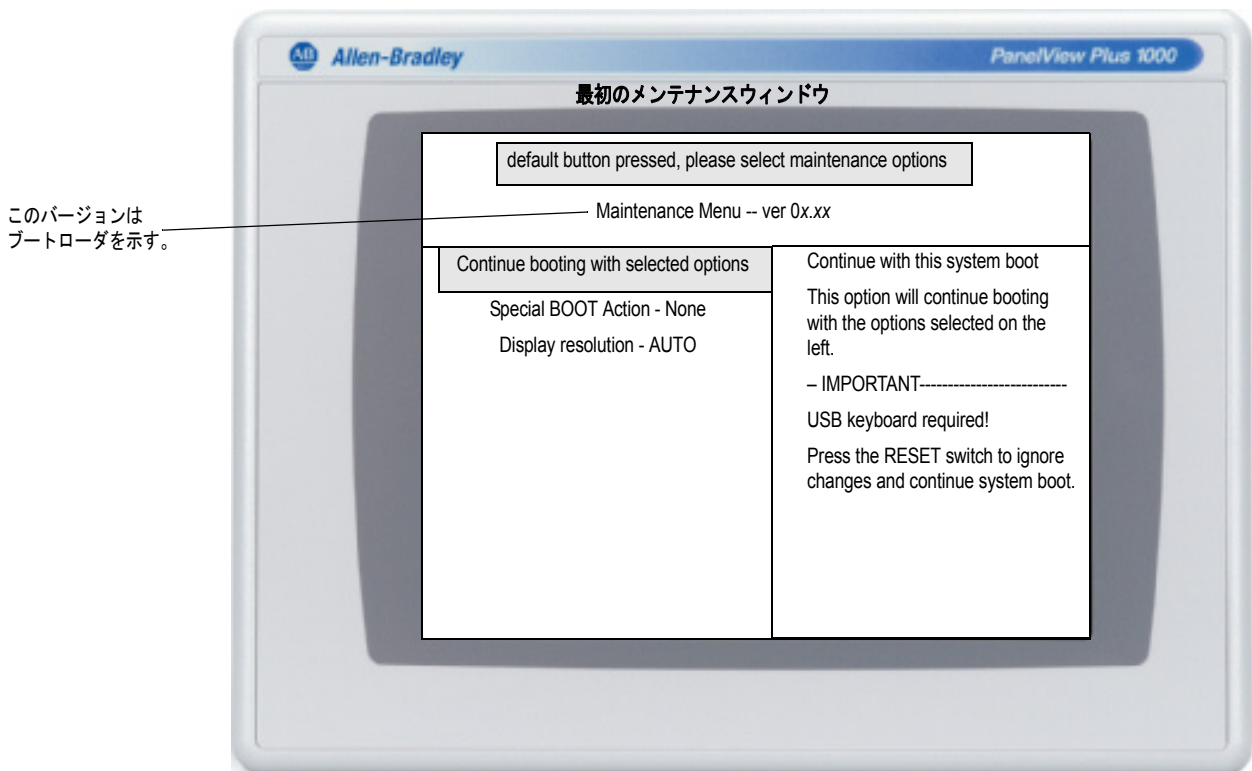 AB Allen-Bradley
PanelView Plus 1000
最初のメンテナンスウィンドウ
default button pressed, please select maintenance options
このバージョンは
ブートローダを示す。
Maintenance Menu -- ver 0x.xx
Continue booting with selected options
Special BOOT Action - None
Display resolution - AUTO
Continue with this system boot
This option will continue booting
with the options selected on the
left.
– IMPORTANT--------------------------
USB keyboard required!
Press the RESET switch to ignore
changes and continue system boot.